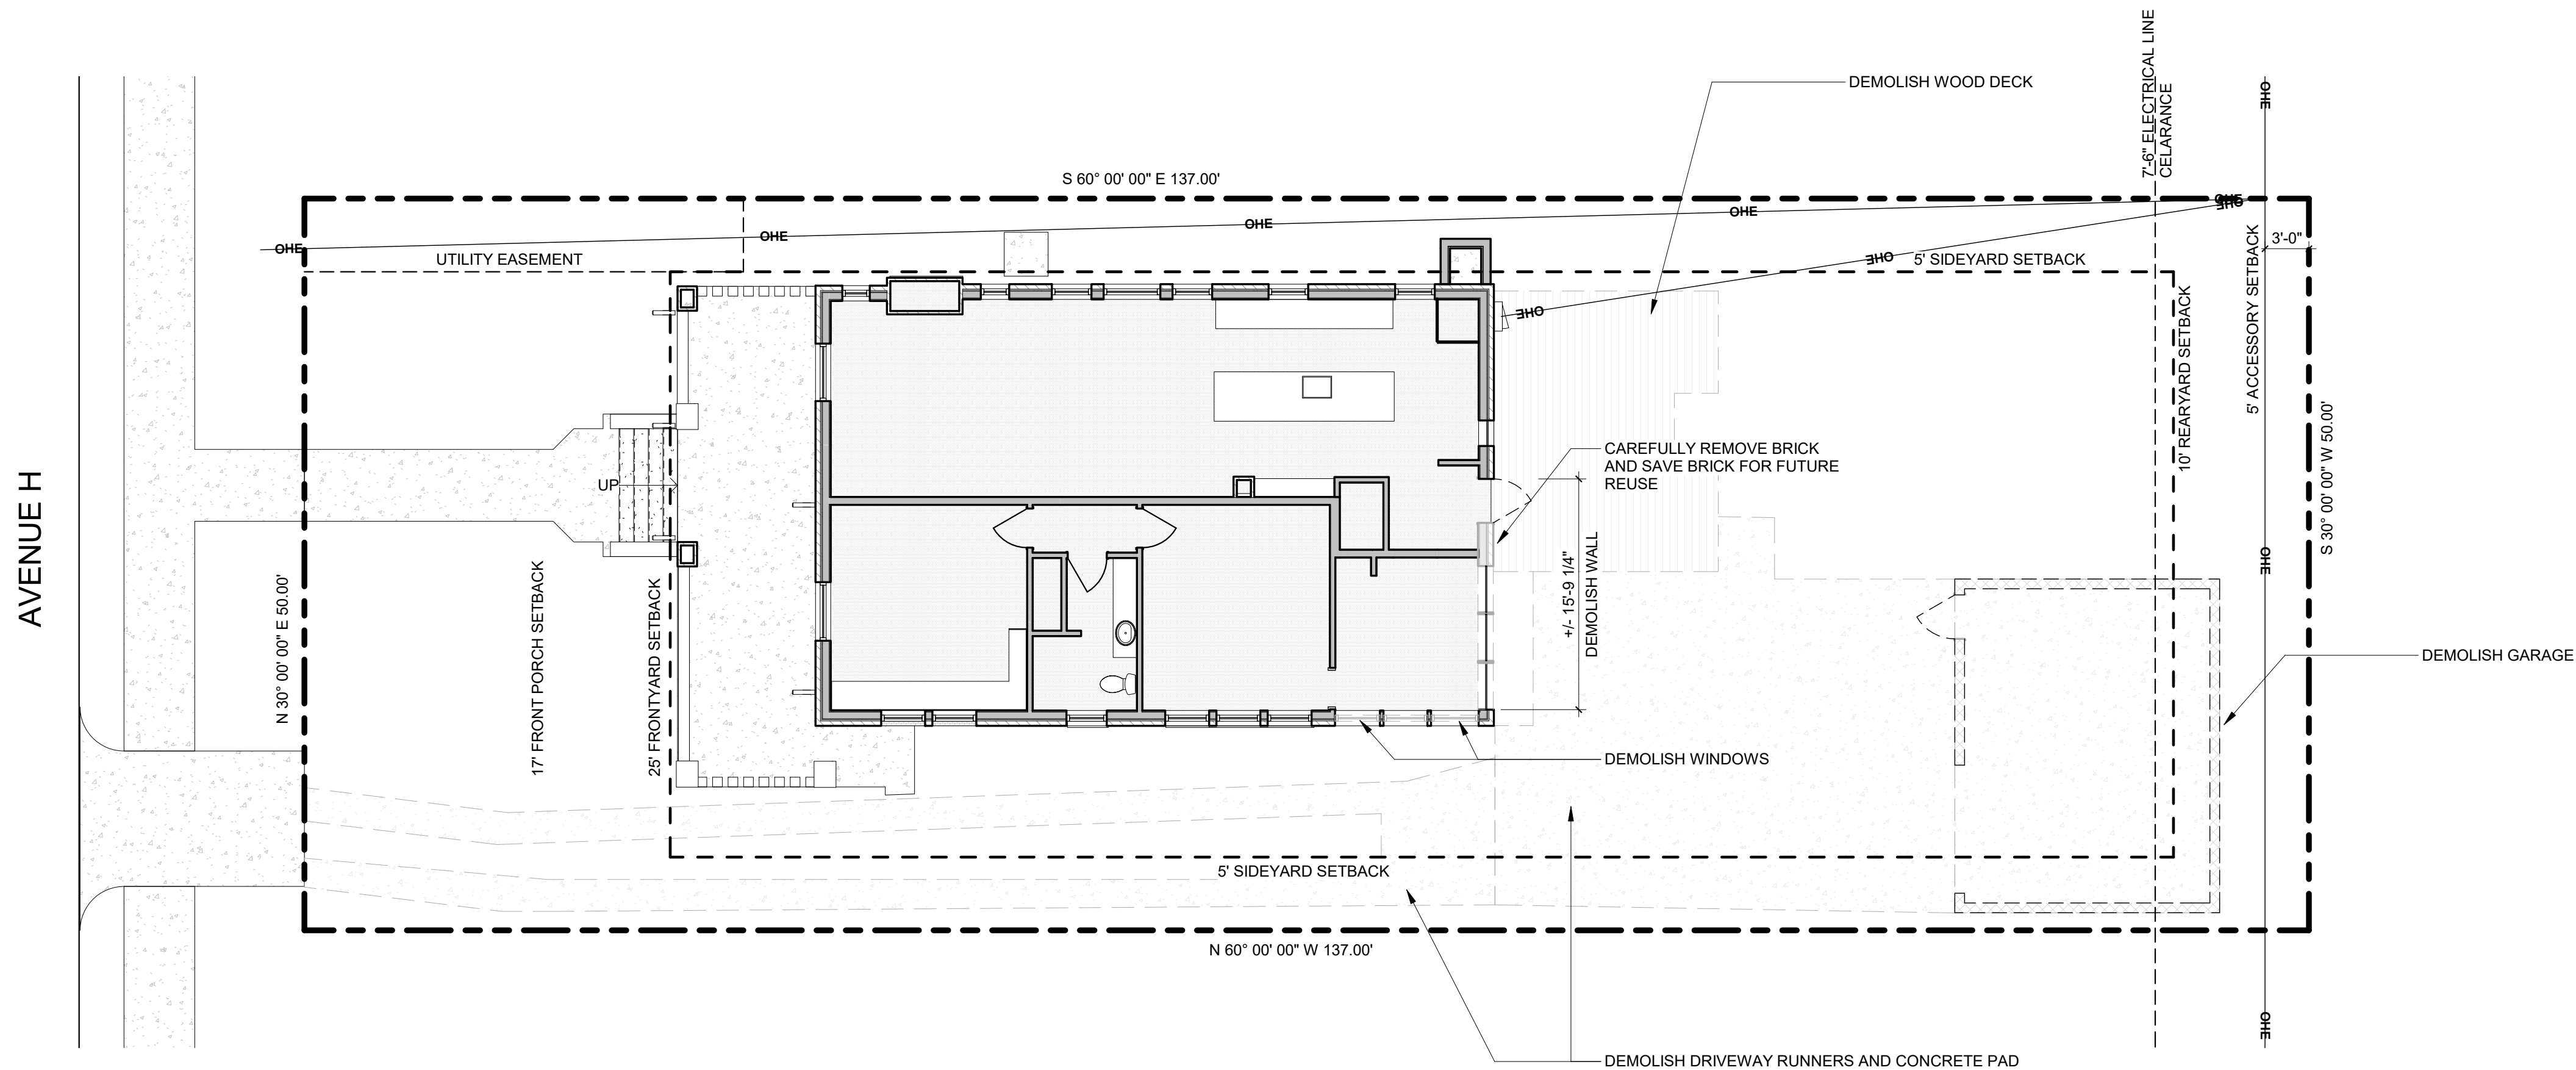 DEMOLISH WOOD DECK
7'-6" ELECTRICAL LINE
CELARANCE
OHE
S 60° 00' 00" E 137.00'
OHE
OHE
OHE
OHE
OHE
OHE
OHE
OHE
OHE
3'-0"
UTILITY EASEMENT
5' SIDEYARD SETBACK
5' ACCESSORY SETBACK
10' REARYARD SETBACK
S 30° 00' 00" W 50.00'
AVENUE H
UP
CAREFULLY REMOVE BRICK
AND SAVE BRICK FOR FUTURE
REUSE
+/- 15'-9 1/4"
DEMOLISH WALL
OHE
N 30° 00' 00" E 50.00'
17' FRONT PORCH SETBACK
25' FRONTYARD SETBACK
DEMOLISH GARAGE
DEMOLISH WINDOWS
5' SIDEYARD SETBACK
N 60° 00' 00" W 137.00'
OHE
DEMOLISH DRIVEWAY RUNNERS AND CONCRETE PAD